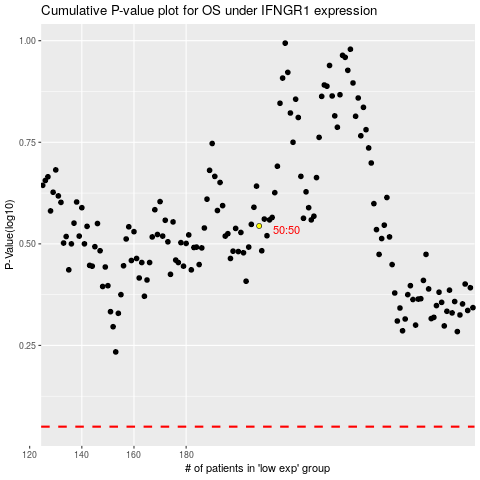 Cumulative P-value plot for OS under IFNGR1 expression
P-Value(log10)
1.00
0.75
0.50
0.25
50:50
120 140 160 180
# of patients in 'low exp' group